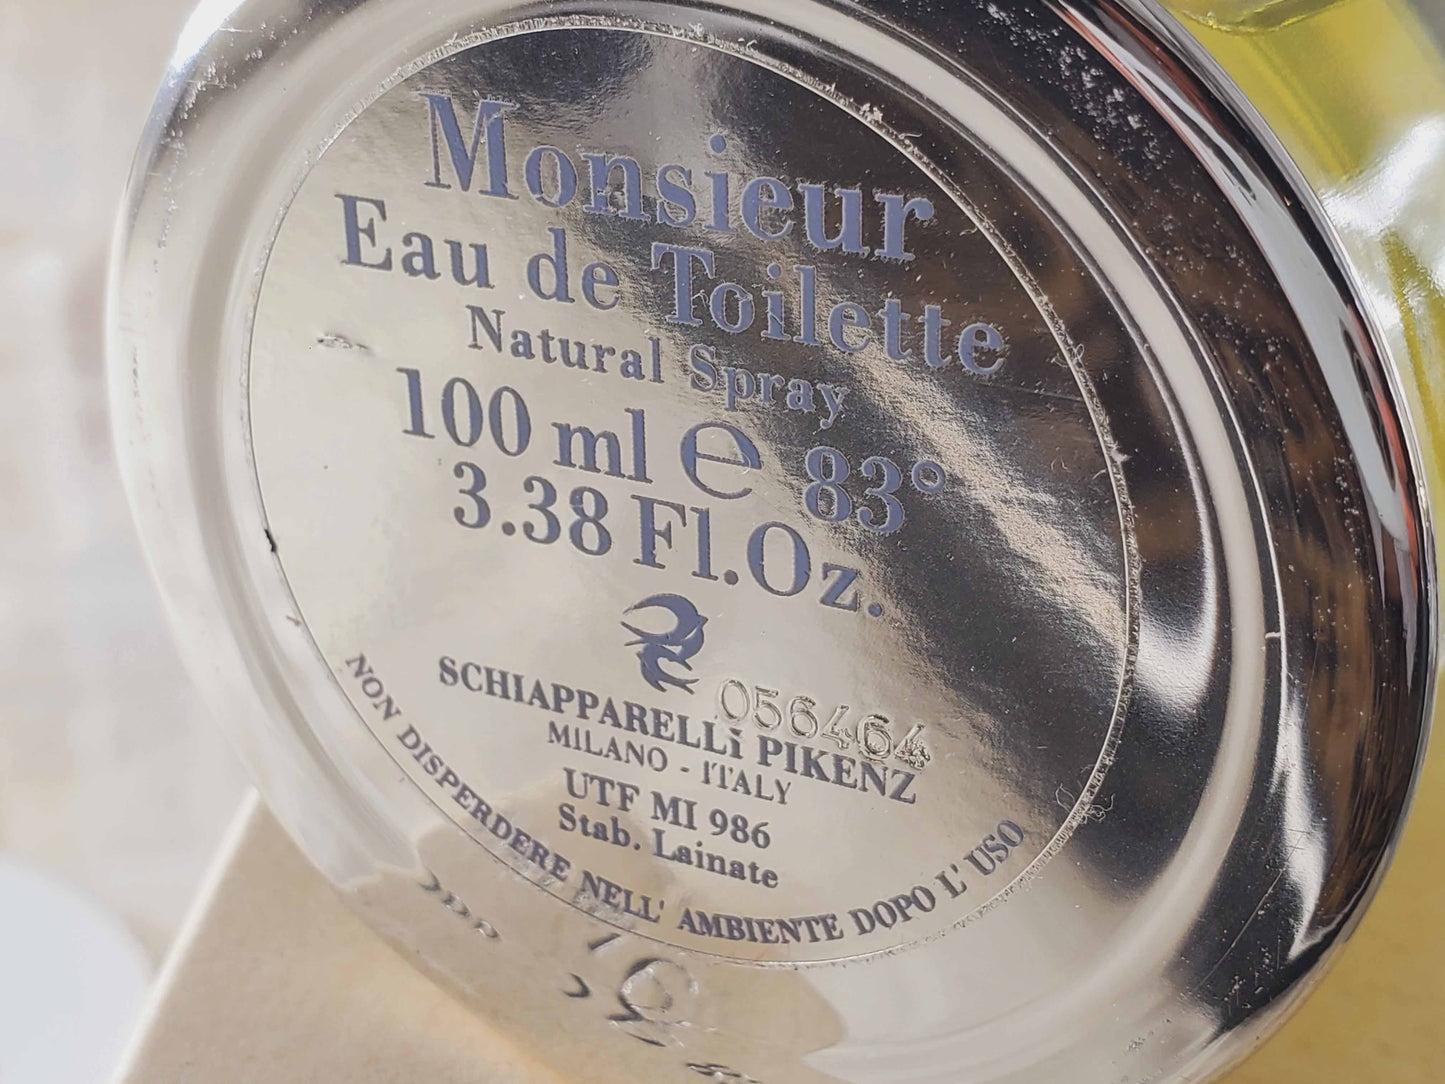 Monsieur
Eau de Toilette
Natural Spray
100 ml ℮ 83°
3.38 Fl.Oz.
056464
SCHIAPPARELLi PIKENZ
MILANO - ITALY
UTF MI 986
Stab. Lainate
NON DISPERDERE NELL' AMBIENTE DOPO L' USO